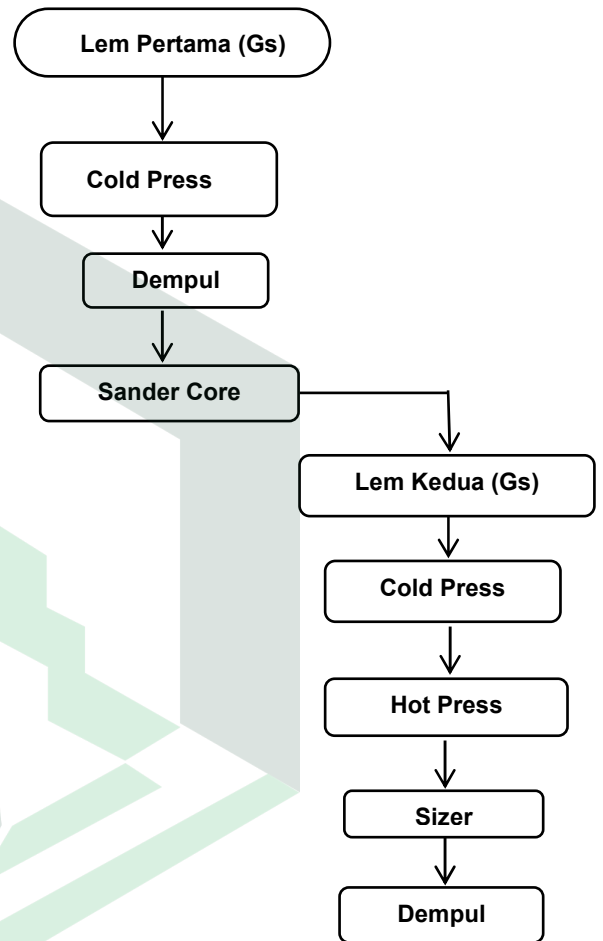 Lem Pertama (Gs)
Cold Press
Dempul
Sander Core
Lem Kedua (Gs)
Cold Press
Hot Press
Sizer
Dempul